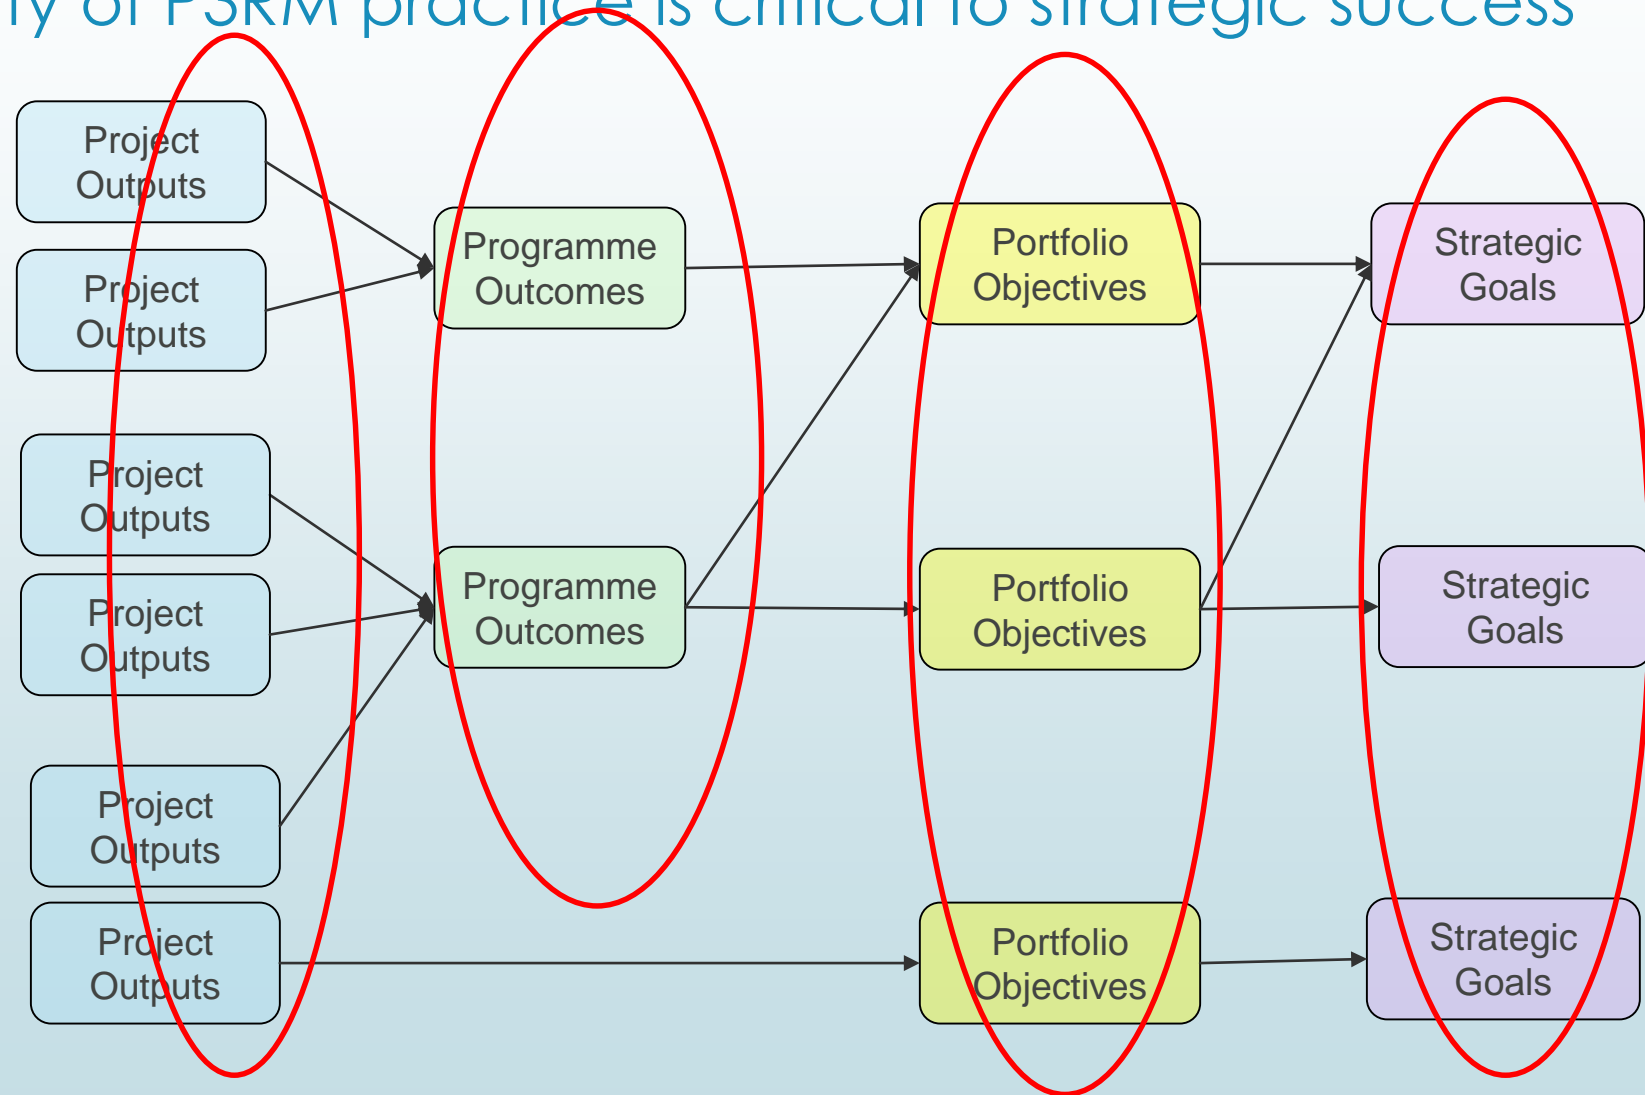 ty of P3RM practice is critical to strategic success
Project
Outputs
Project
Outputs
Project
Outputs
Project
Outputs
Project
Outputs
Project
Outputs
Programme
Outcomes
Programme
Outcomes
Portfolio
Objectives
Portfolio
Objectives
Portfolio
Objectives
Strategic
Goals
Strategic
Goals
Strategic
Goals